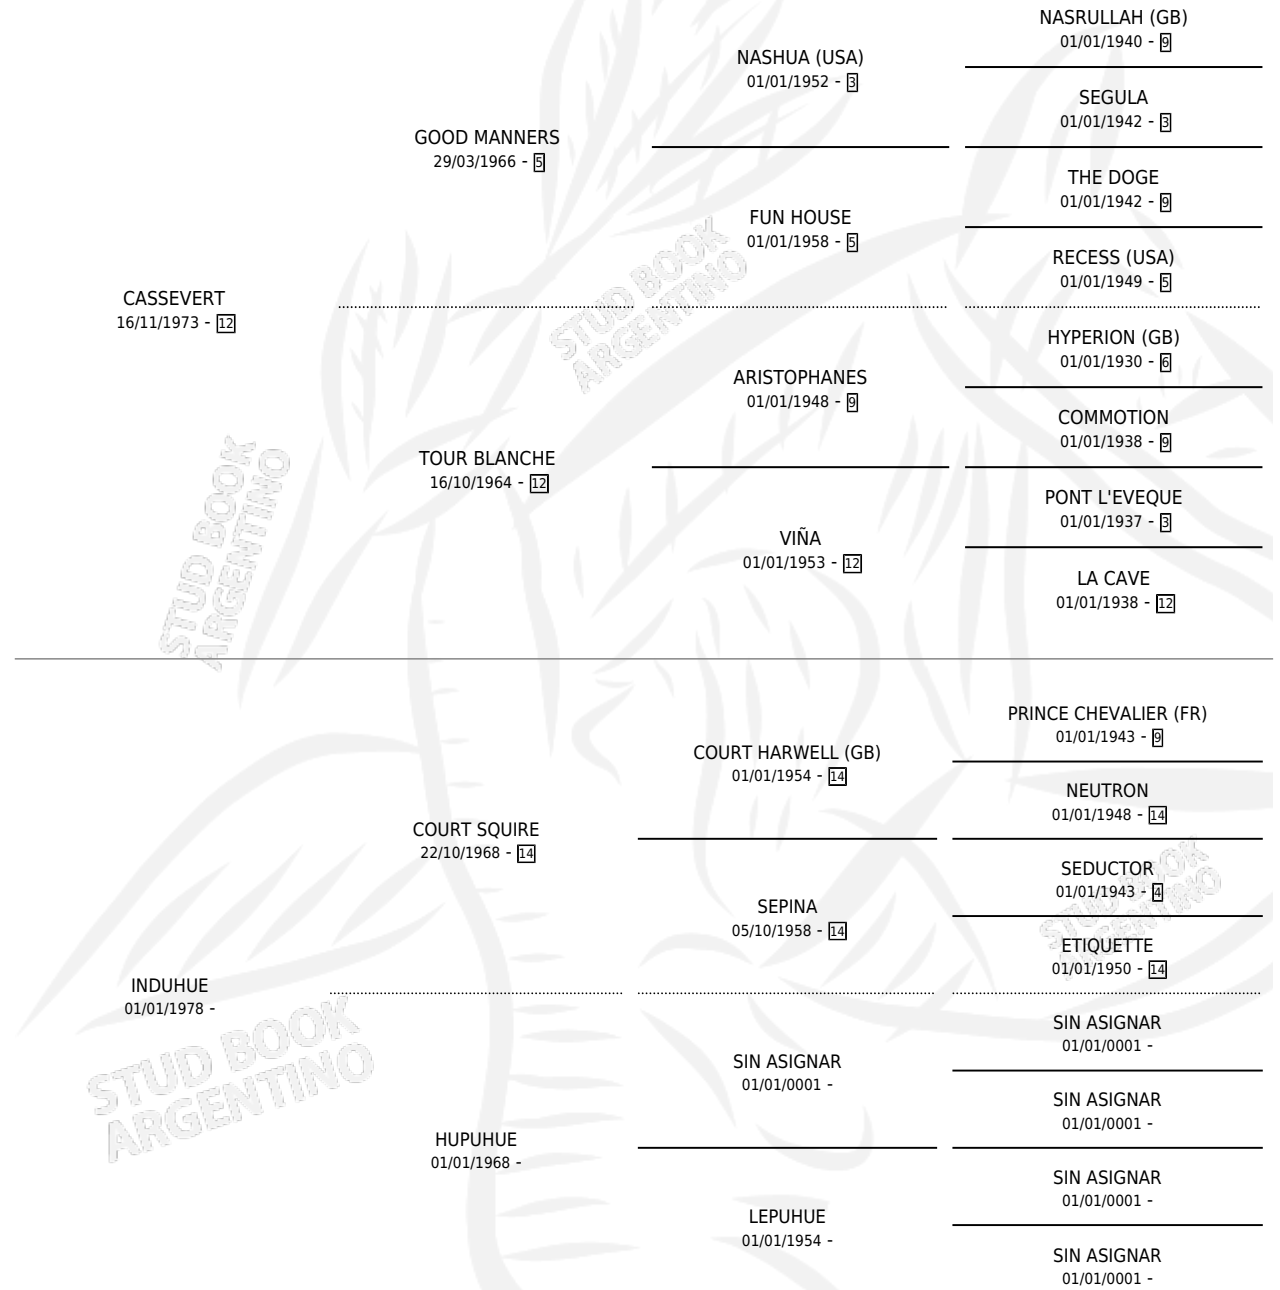 NASRULLAH (GB)
01/01/1940 - 9
NASHUA (USA)
01/01/1952 - 3
SEGULA
01/01/1942 - 3
GOOD MANNERS
29/03/1966 - 5
THE DOGE
01/01/1942 - 9
FUN HOUSE
01/01/1958 - 5
RECESS (USA)
01/01/1949 - 5
CASSEVERT
16/11/1973 - 12
HYPERION (GB)
01/01/1930 - 6
ARISTOPHANES
01/01/1948 - 9
COMMOTION
01/01/1938 - 9
TOUR BLANCHE
16/10/1964 - 12
PONT L'EVEQUE
01/01/1937 - 3
VIÑA
01/01/1953 - 12
LA CAVE
01/01/1938 - 12
PRINCE CHEVALIER (FR)
01/01/1943 - 9
COURT HARWELL (GB)
01/01/1954 - 14
NEUTRON
01/01/1948 - 14
COURT SQUIRE
22/10/1968 - 14
SEDUCTOR
01/01/1943 - 4
SEPINA
05/10/1958 - 14
ETIQUETTE
01/01/1950 - 14
INDUHUE
01/01/1978 -
SIN ASIGNAR
01/01/0001 -
SIN ASIGNAR
01/01/0001 -
SIN ASIGNAR
01/01/0001 -
HUPUHUE
01/01/1968 -
SIN ASIGNAR
01/01/0001 -
LEPUHUE
01/01/1954 -
SIN ASIGNAR
01/01/0001 -
STUD BOOK
ARGENTINO
STUD BOOK
ARGENTINO
STUD BOOK
ARGENTINO
STUD BOOK
ARGENTINO